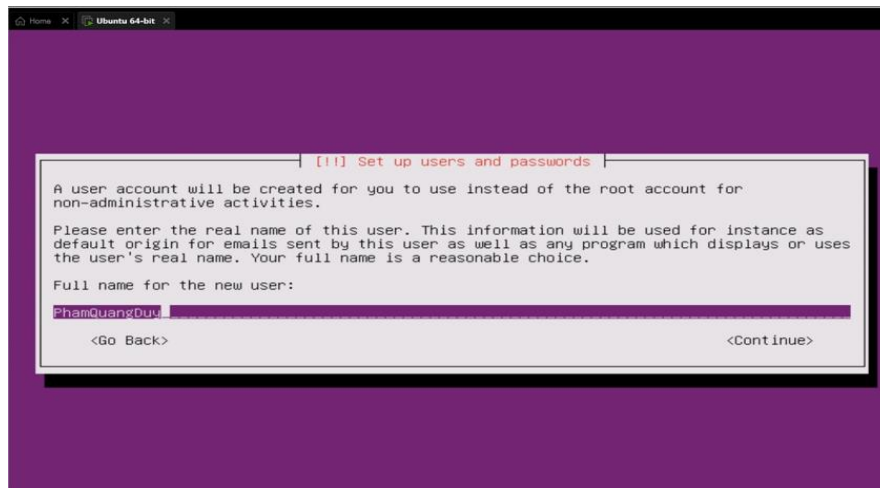 Home
Ubuntu 64-bit
[!!] Set up users and passwords
A user account will be created for you to use instead of the root account for
non-administrative activities.
Please enter the real name of this user. This information will be used for instance as
default origin for emails sent by this user as well as any program which displays or uses
the user's real name. Your full name is a reasonable choice.
Full name for the new user:
PhamQuangDuy
<Go Back> <Continue>